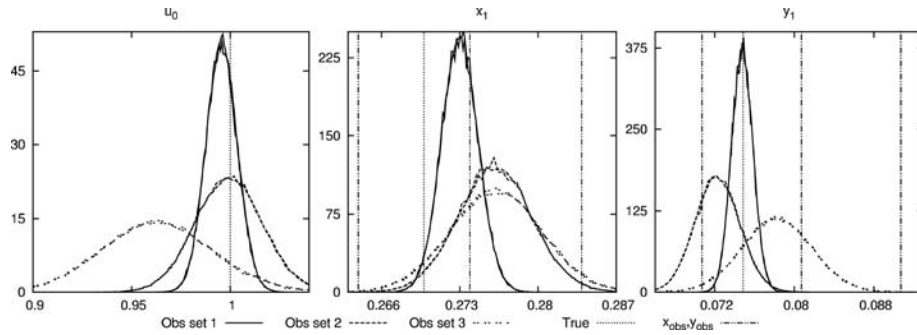 u0 x1 y1
45 30 15 0
225 150 75 0
375 250 125 0
0.9 0.95 1
0.266 0.273 0.28 0.287
0.072 0.08 0.088
Obs set 1 Obs set 2 Obs set 3 True xobs,yobs